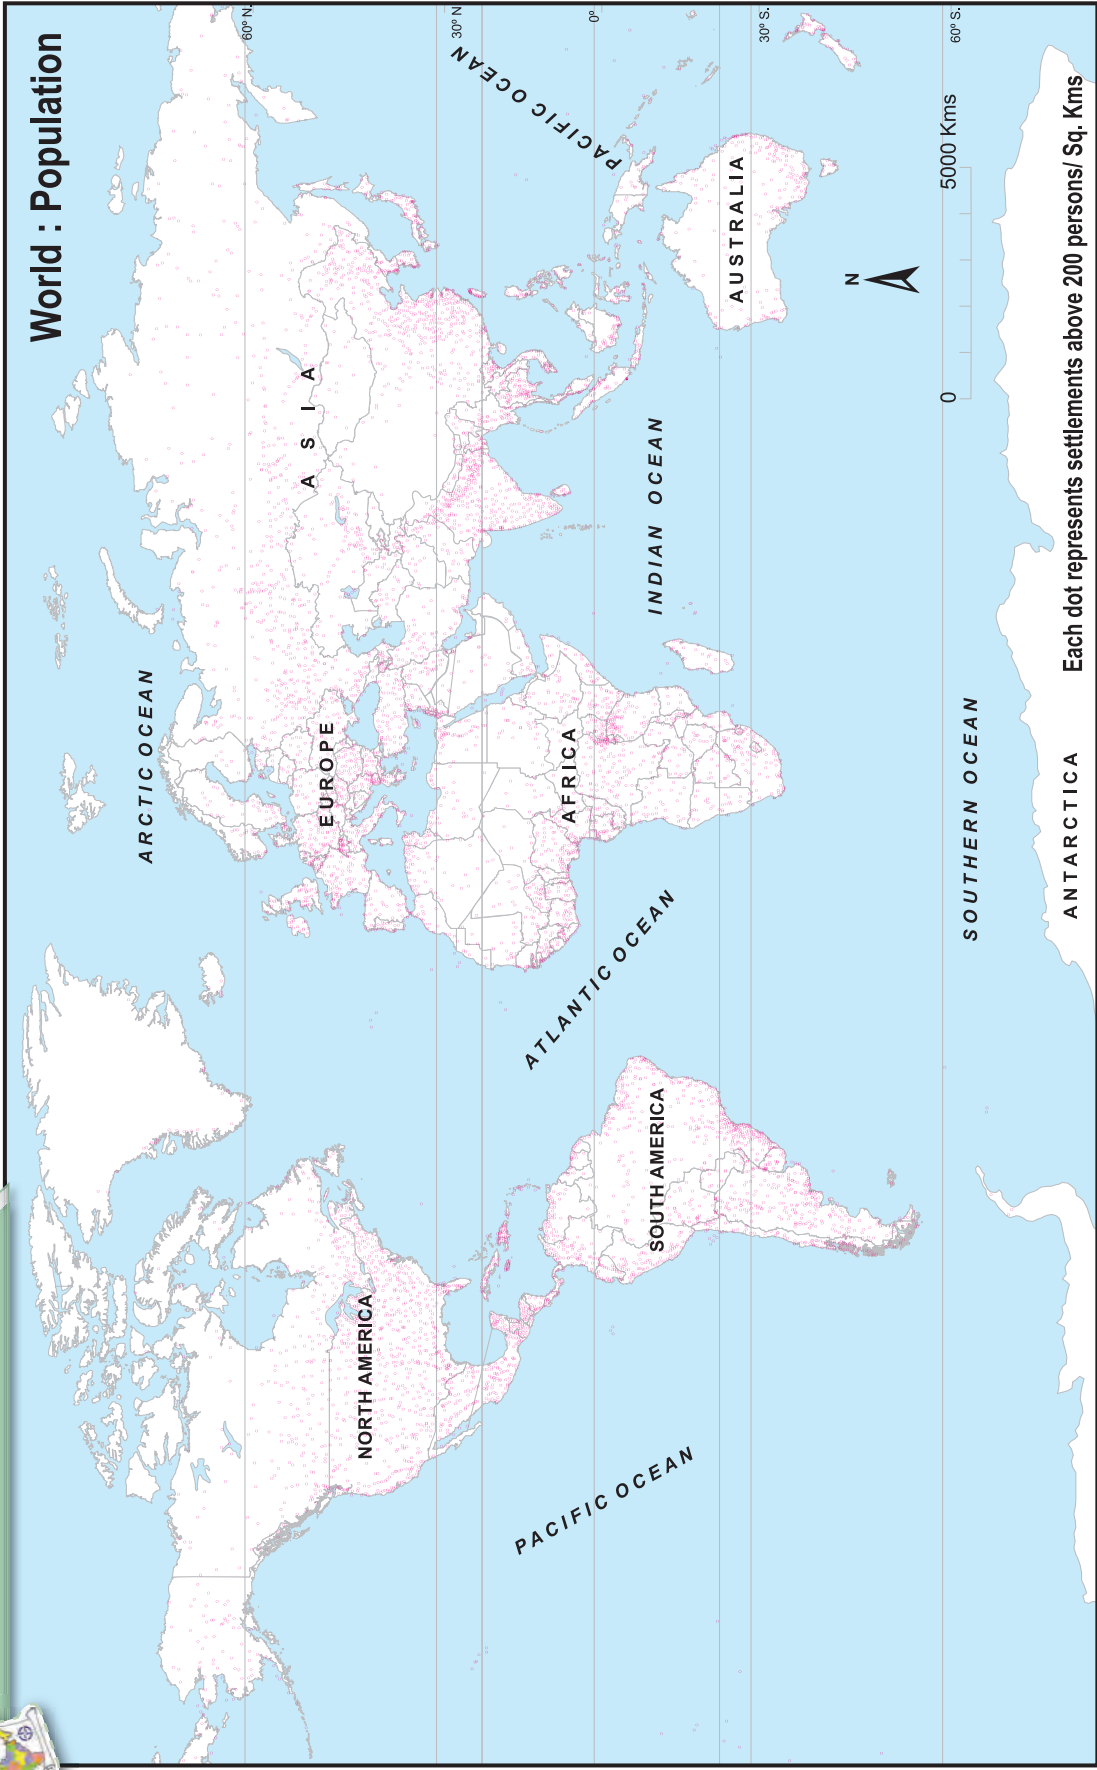 World : Population
ARCTIC OCEAN
60° N.
30° N
0°
30° S.
60° S.
PACIFIC OCEAN
ASIA
EUROPE
NORTH AMERICA
AFRICA
ATLANTIC OCEAN
INDIAN OCEAN
SOUTH AMERICA
AUSTRALIA
PACIFIC OCEAN
N
0 5000 Kms
SOUTHERN OCEAN
ANTARCTICA
Each dot represents settlements above 200 persons/ Sq. Kms